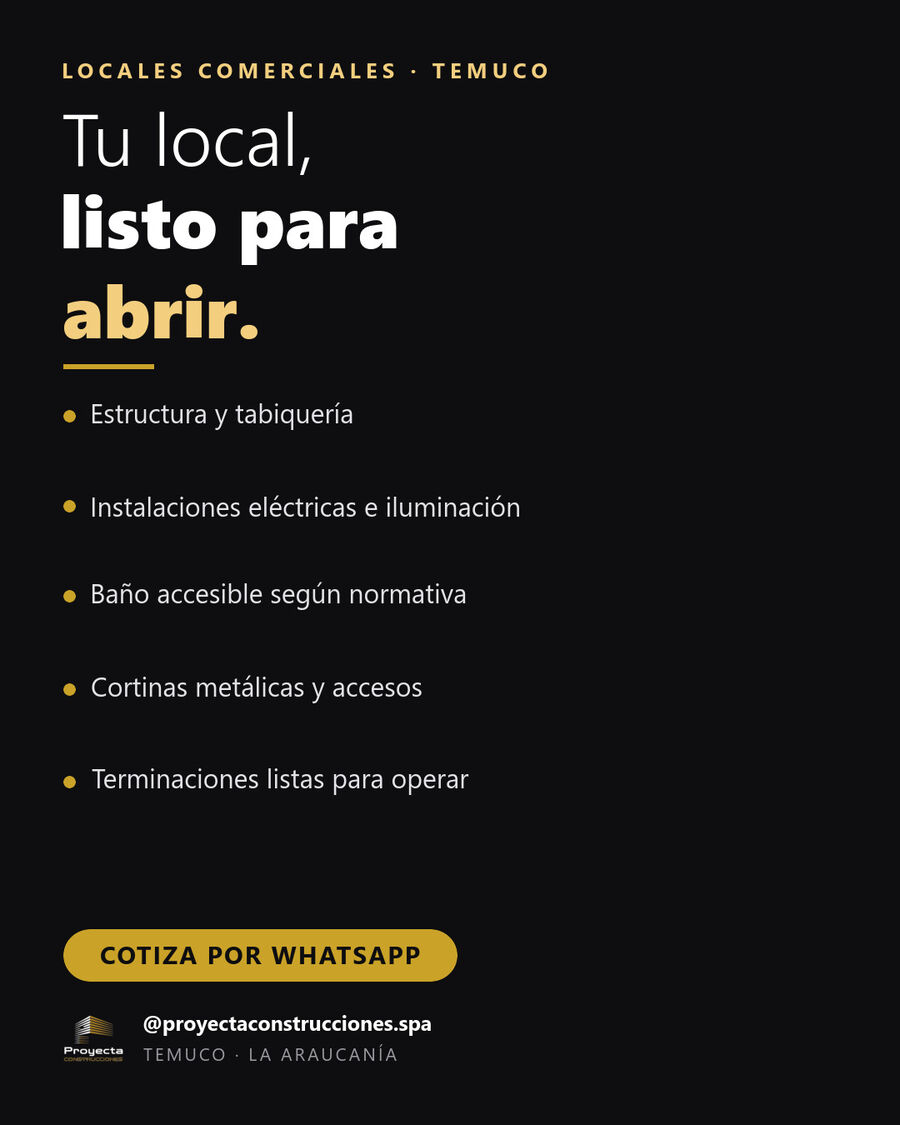 LOCALES COMERCIALES · TEMUCO
Tu local,
listo para
abrir.
Estructura y tabiquería
Instalaciones eléctricas e iluminación
Baño accesible según normativa
Cortinas metálicas y accesos
Terminaciones listas para operar
COTIZA POR WHATSAPP
@proyectaconstrucciones.spa
TEMUCO · LA ARAUCANÍA
Proyecta
CONSTRUCCIONES